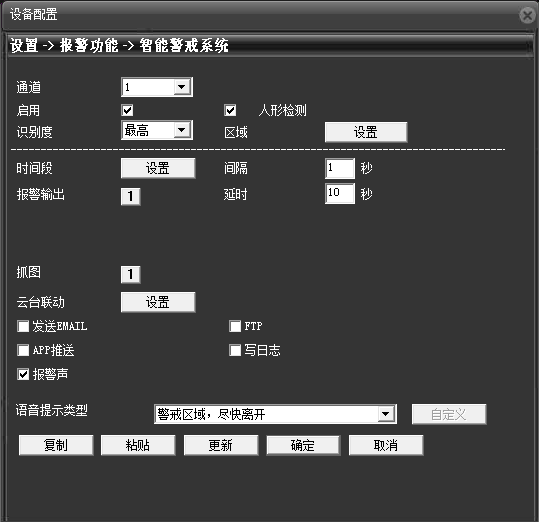 设备配置
设置 -> 报警功能 -> 智能警戒系统
通道 1
启用 人形检测
识别度 最高 区域 设置
时间段 设置 间隔 1 秒
报警输出 1 延时 10 秒
抓图 1
云台联动 设置
发送EMAIL FTP
APP推送 写日志
报警声
语音提示类型 警戒区域，尽快离开 自定义
复制 粘贴 更新 确定 取消